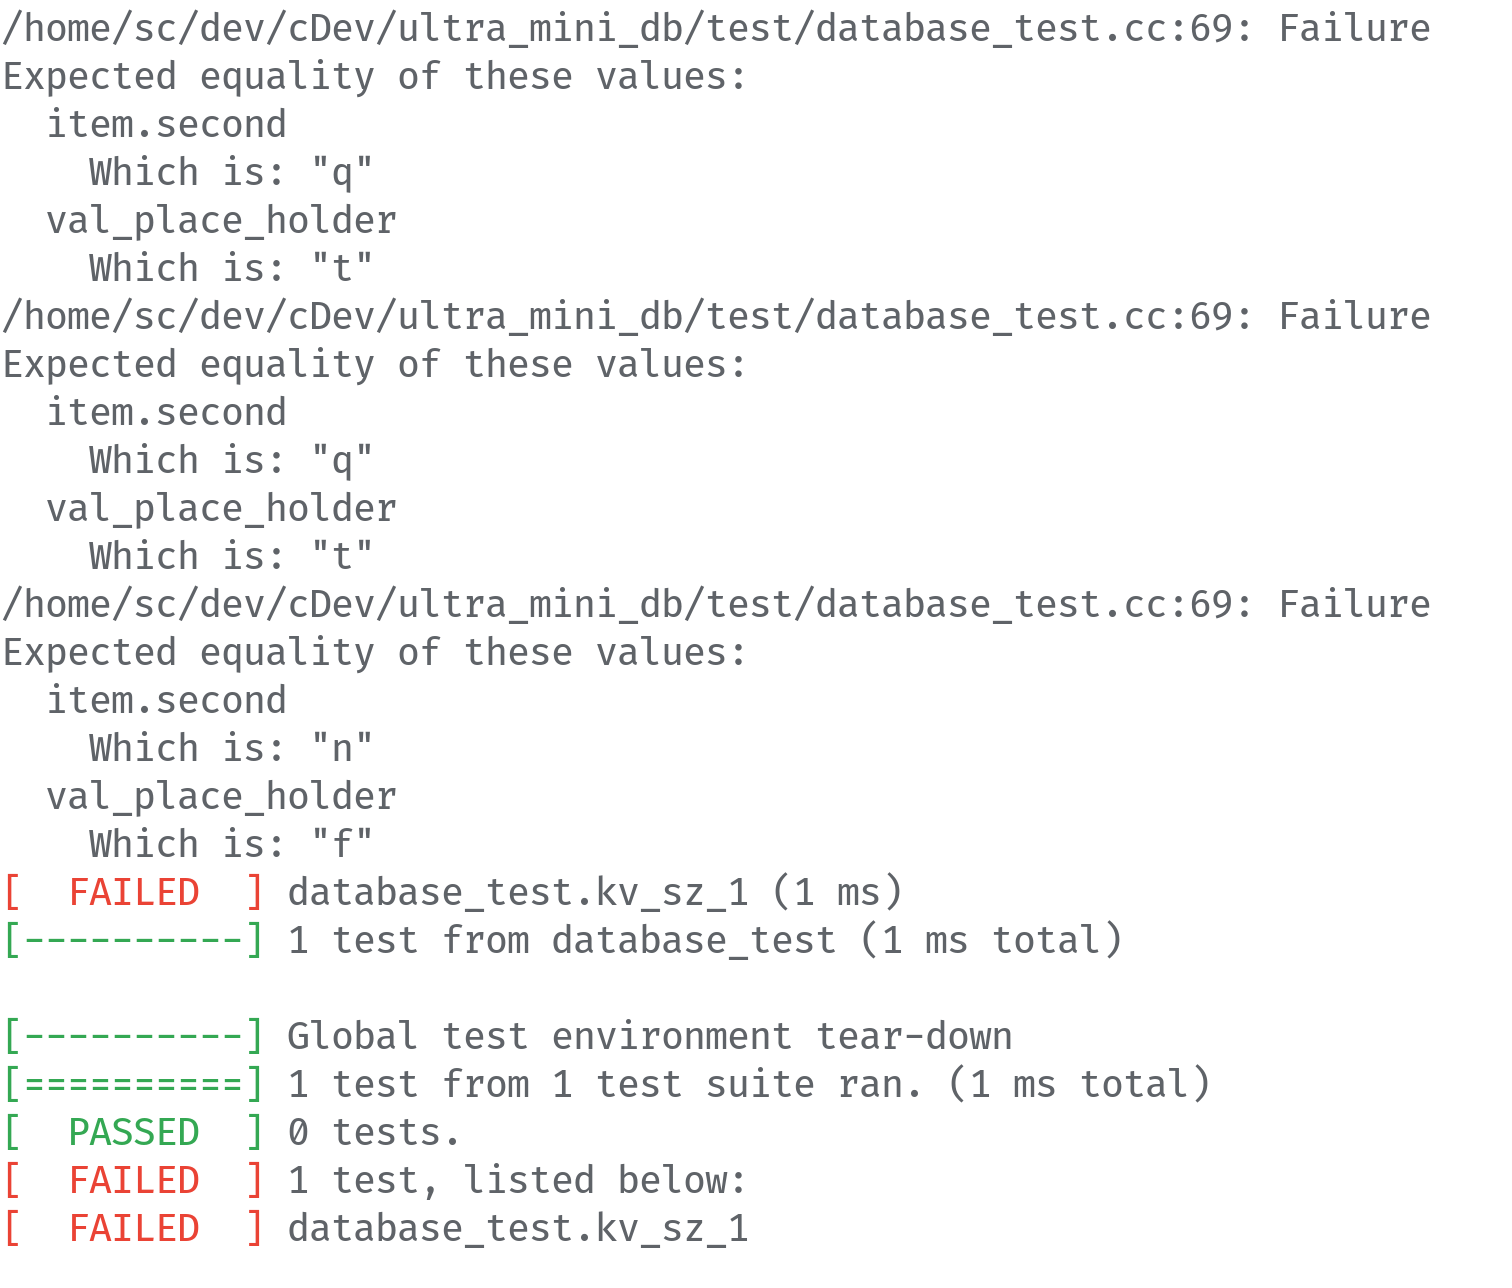 /home/sc/dev/cDev/ultra_mini_db/test/database_test.cc:69: Failure
Expected equality of these values:
  item.second
    Which is: "q"
  val_place_holder
    Which is: "t"
/home/sc/dev/cDev/ultra_mini_db/test/database_test.cc:69: Failure
Expected equality of these values:
  item.second
    Which is: "q"
  val_place_holder
    Which is: "t"
/home/sc/dev/cDev/ultra_mini_db/test/database_test.cc:69: Failure
Expected equality of these values:
  item.second
    Which is: "n"
  val_place_holder
    Which is: "f"
[  FAILED  ] database_test.kv_sz_1 (1 ms)
[----------] 1 test from database_test (1 ms total)

[----------] Global test environment tear-down
[==========] 1 test from 1 test suite ran. (1 ms total)
[  PASSED  ] 0 tests.
[  FAILED  ] 1 test, listed below:
[  FAILED  ] database_test.kv_sz_1